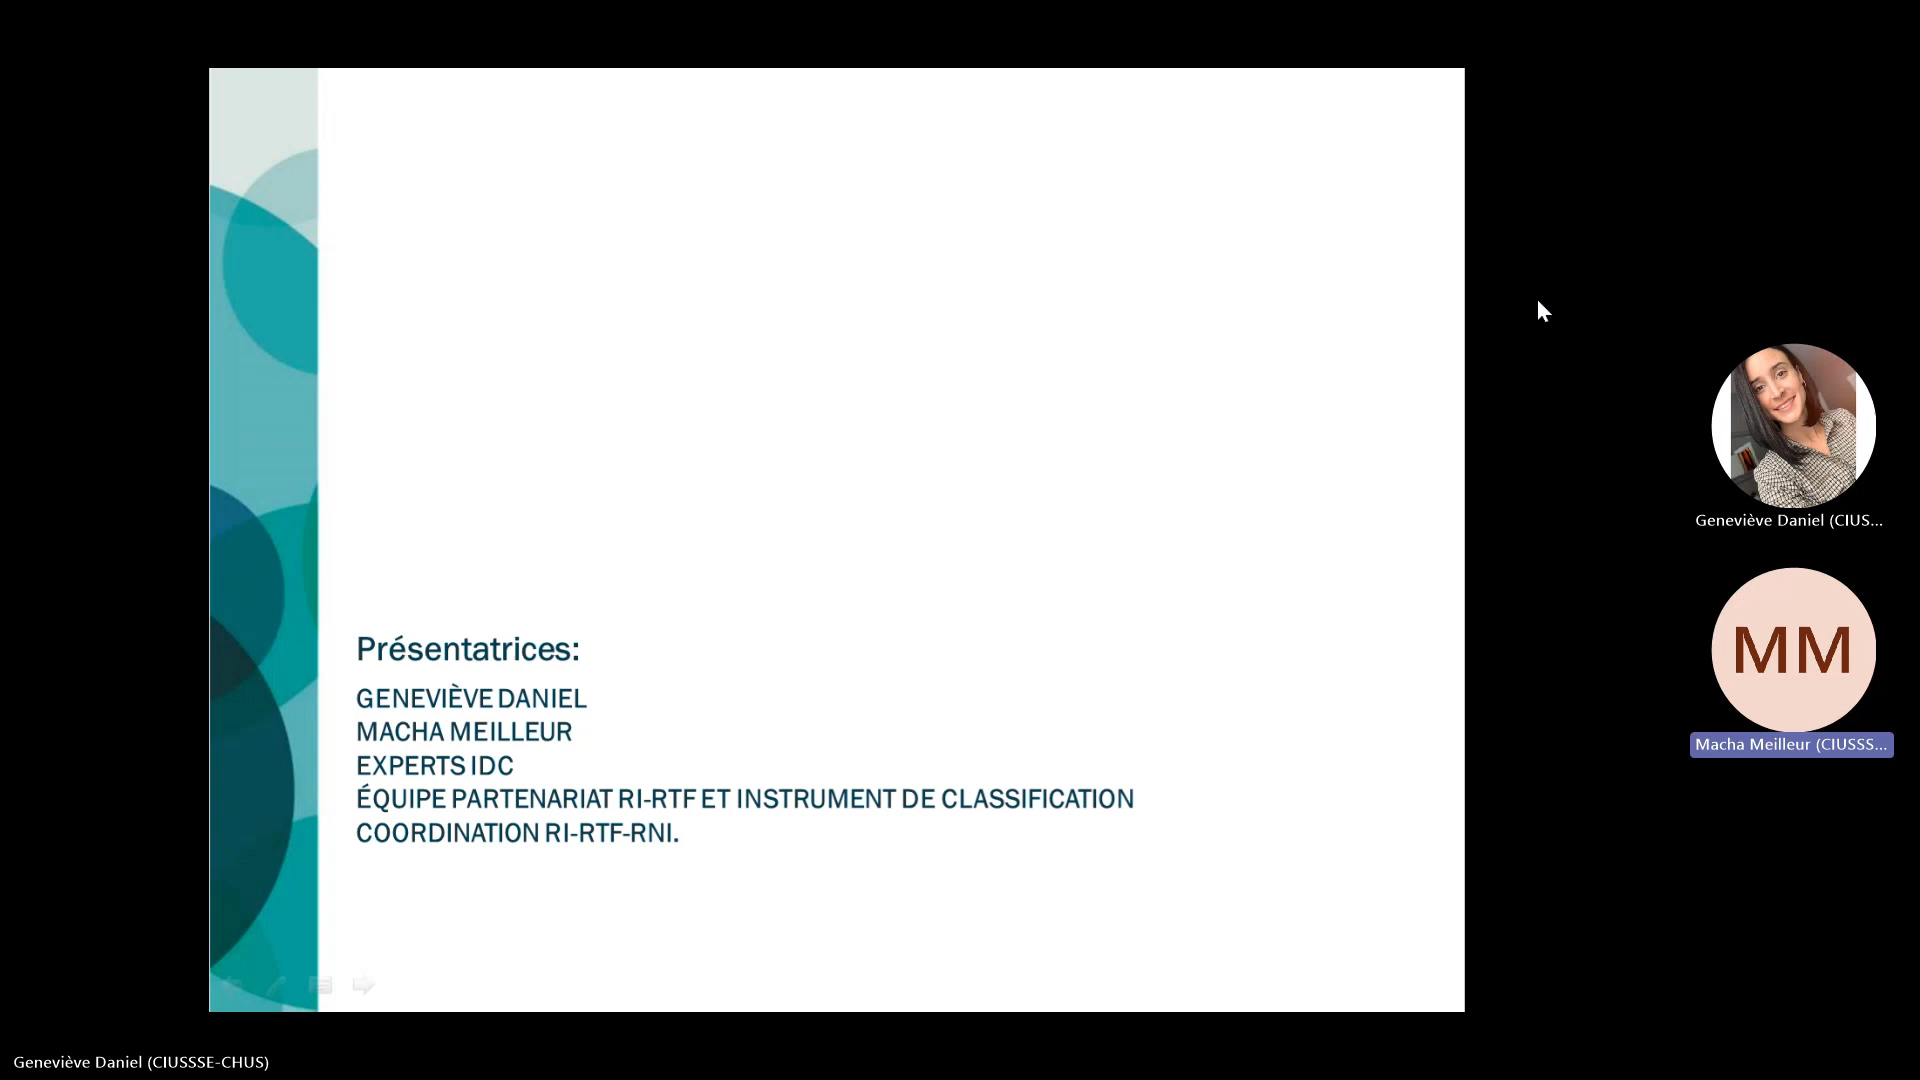 Présentatrices:
GENEVIÈVE DANIEL
MACHA MEILLEUR
EXPERTS IDC
ÉQUIPE PARTENARIAT RI-RTF ET INSTRUMENT DE CLASSIFICATION
COORDINATION RI-RTF-RNI.
Geneviève Daniel (CIUS...
MM
Macha Meilleur (CIUSSS...
Geneviève Daniel (CIUSSSE-CHUS)